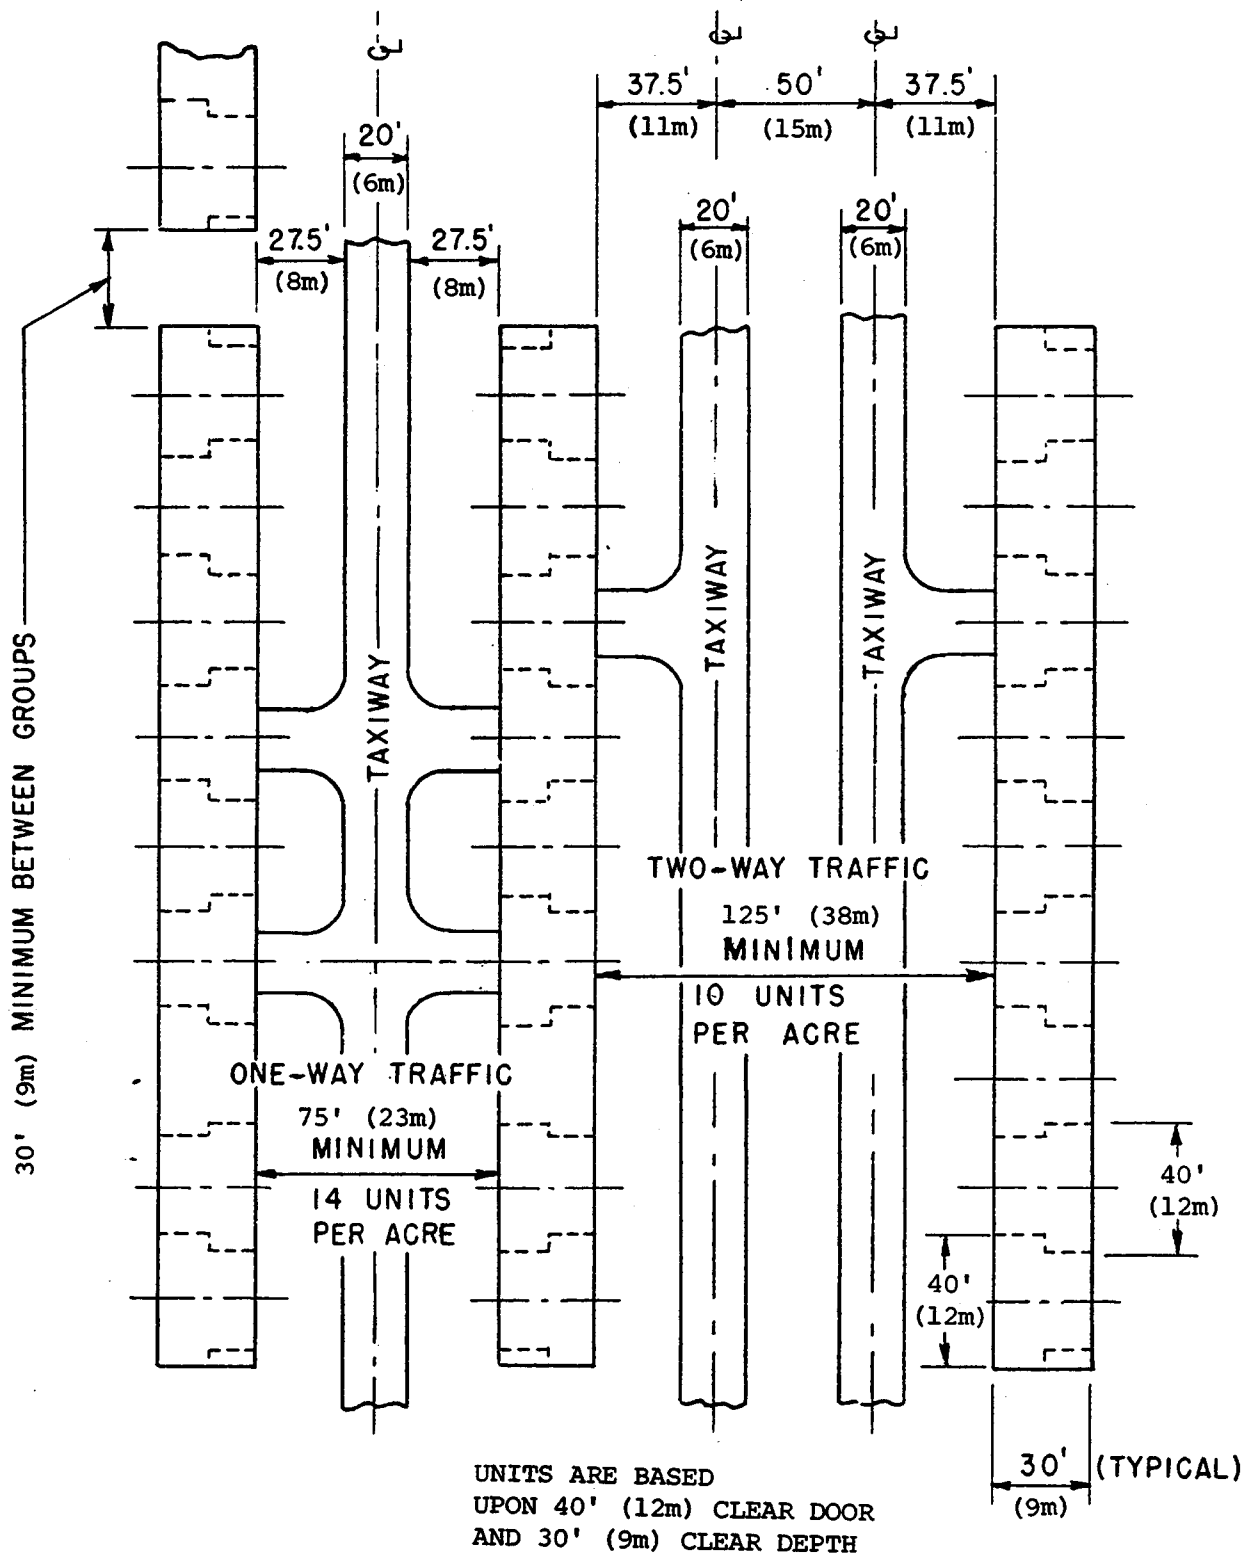 ℄
℄
℄
37.5'
50'
37.5'
(11m)
(15m)
(11m)
20'
(6m)
20'
(6m)
20'
(6m)
27.5'
(8m)
27.5'
(8m)
30' (9m) MINIMUM BETWEEN GROUPS
TAXIWAY
TAXIWAY
TAXIWAY
TWO-WAY TRAFFIC
125' (38m)
MINIMUM
10 UNITS
PER ACRE
ONE-WAY TRAFFIC
75' (23m)
MINIMUM
14 UNITS
PER ACRE
40'
(12m)
40'
(12m)
30' (TYPICAL)
(9m)
UNITS ARE BASED
UPON 40' (12m) CLEAR DOOR
AND 30' (9m) CLEAR DEPTH